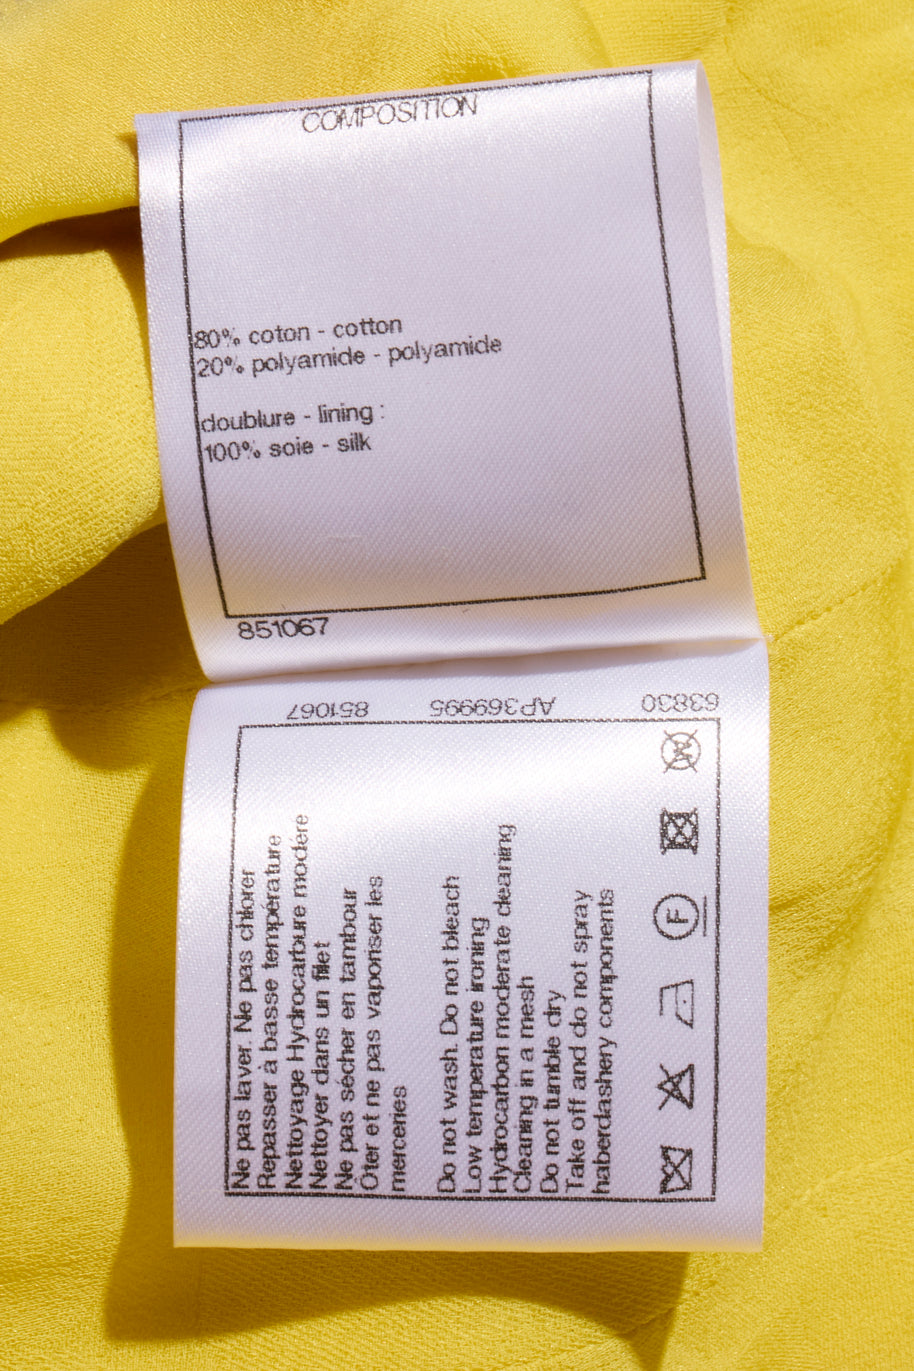 COMPOSITION
80% coton - cotton
20% polyamide - polyamide
doublure - lining :
100% soie - silk
851067
63830 AP369995 851067
Ne pas laver. Ne pas chlorer
Repasser à basse température
Nettoyage Hydrocarbure modéré
Nettoyer dans un filet
Ne pas sécher en tambour
Ôter et ne pas vaporiser les
merceries
Do not wash. Do not bleach
Low temperature ironing
Hydrocarbon moderate cleaning
Cleaning in a mesh
Do not tumble dry
Take off and do not spray
haberdashery components
F
W